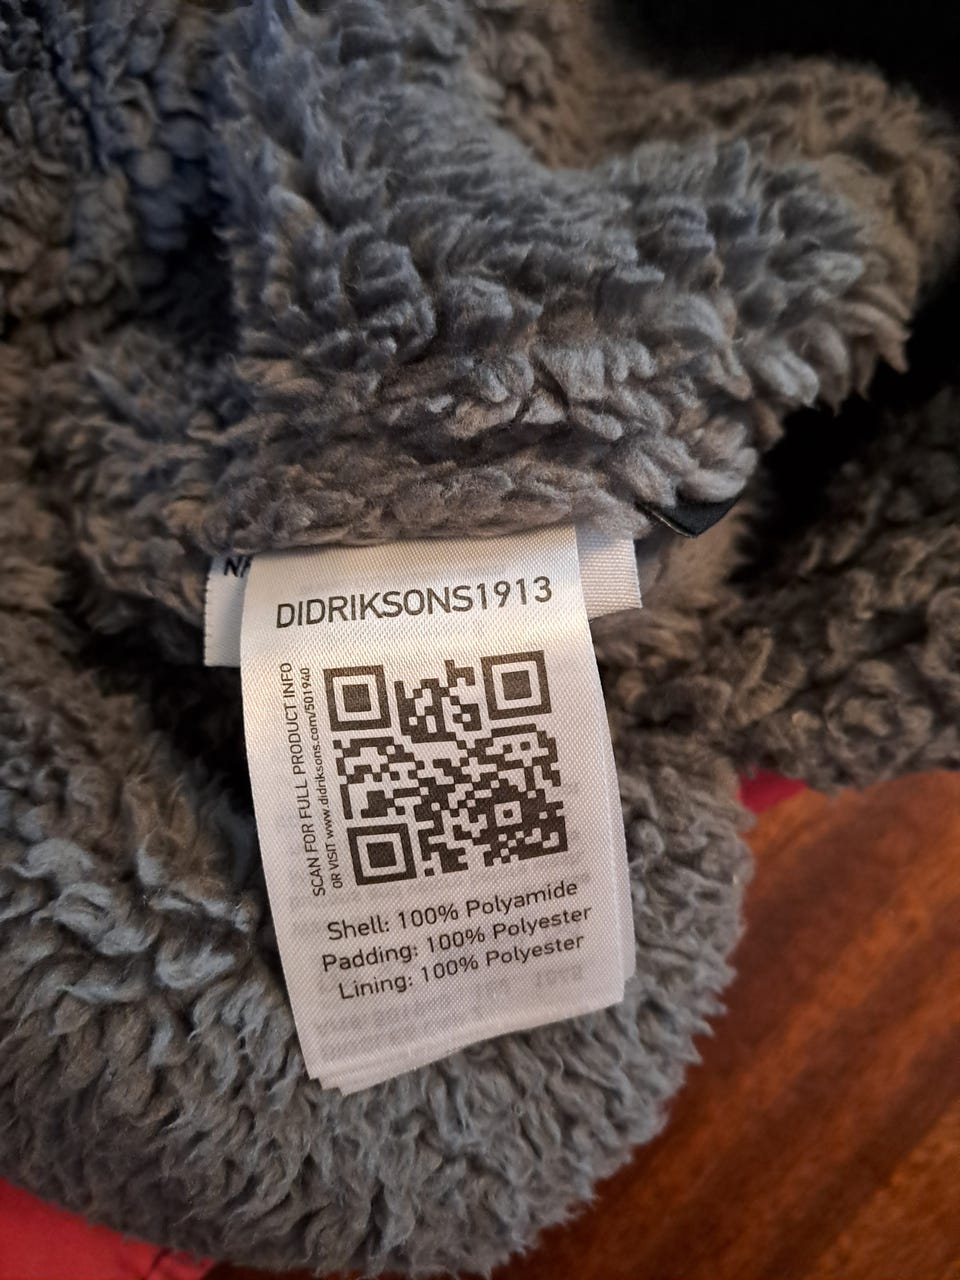 DIDRIKSONS1913
SCAN FOR FULL PRODUCT INFO
OR VISIT www.didriksons.com/501940
Shell: 100% Polyamide
Padding: 100% Polyester
Lining: 100% Polyester